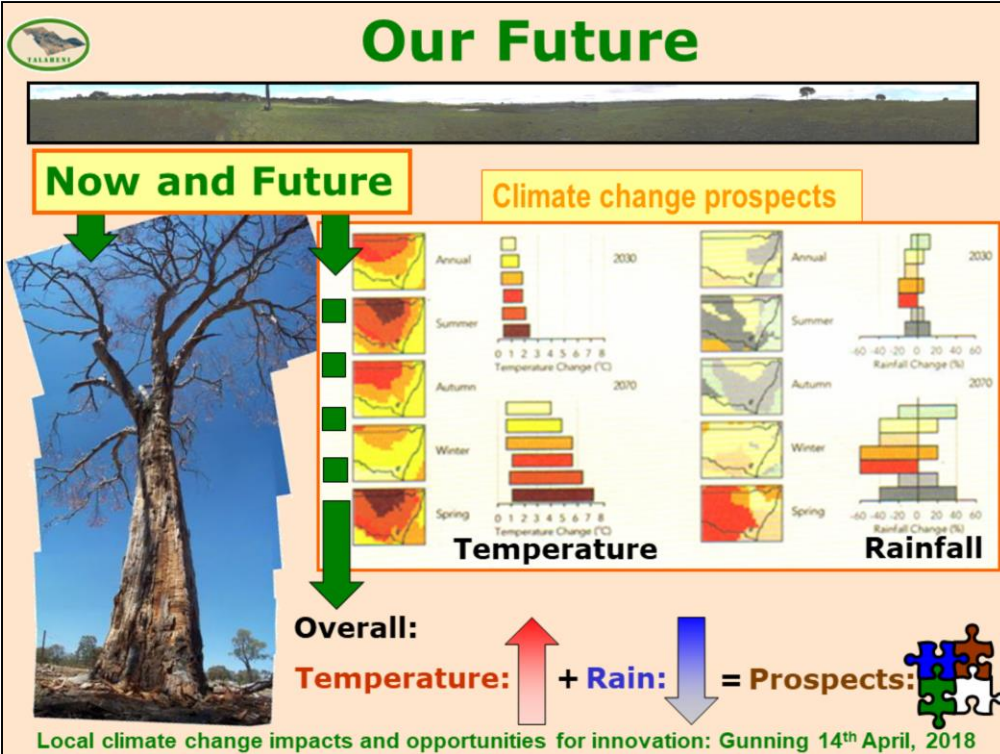 TALAHENI
Our Future
Now and Future
Climate change prospects
Annual
2030
Summer
0 1 2 3 4 5 6 7 8
Temperature Change (°C)
Autumn
2070
Winter
Spring
0 1 2 3 4 5 6 7 8
Temperature Change (°C)
Temperature
Annual
2030
Summer
-60 -40 -20 0 20 40 60
Rainfall Change (%)
Autumn
2070
Winter
Spring
-60 -40 -20 0 20 40 60
Rainfall Change (%)
Rainfall
Overall:
Temperature: + Rain: = Prospects:
Local climate change impacts and opportunities for innovation: Gunning 14th April, 2018